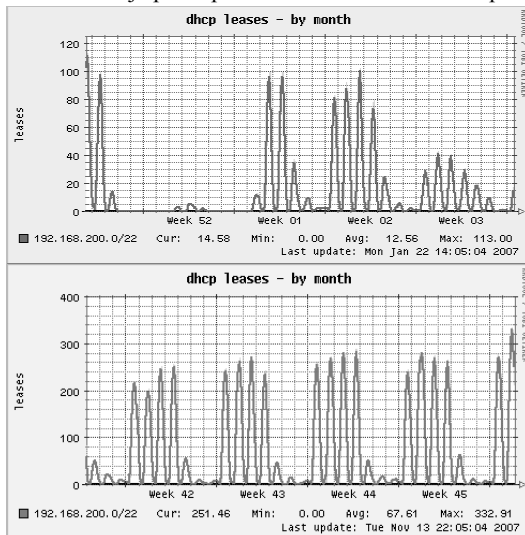 dhcp leases - by month
120
100
80
60
40
20
0
leases
Week 52 Week 01 Week 02 Week 03
192.168.200.0/22 Cur: 14.58 Min: 0.00 Avg: 12.56 Max: 113.00
Last update: Mon Jan 22 14:05:04 2007
dhcp leases - by month
400
300
200
100
0
leases
Week 42 Week 43 Week 44 Week 45
192.168.200.0/22 Cur: 251.46 Min: 0.00 Avg: 67.61 Max: 332.91
Last update: Tue Nov 13 22:05:04 2007